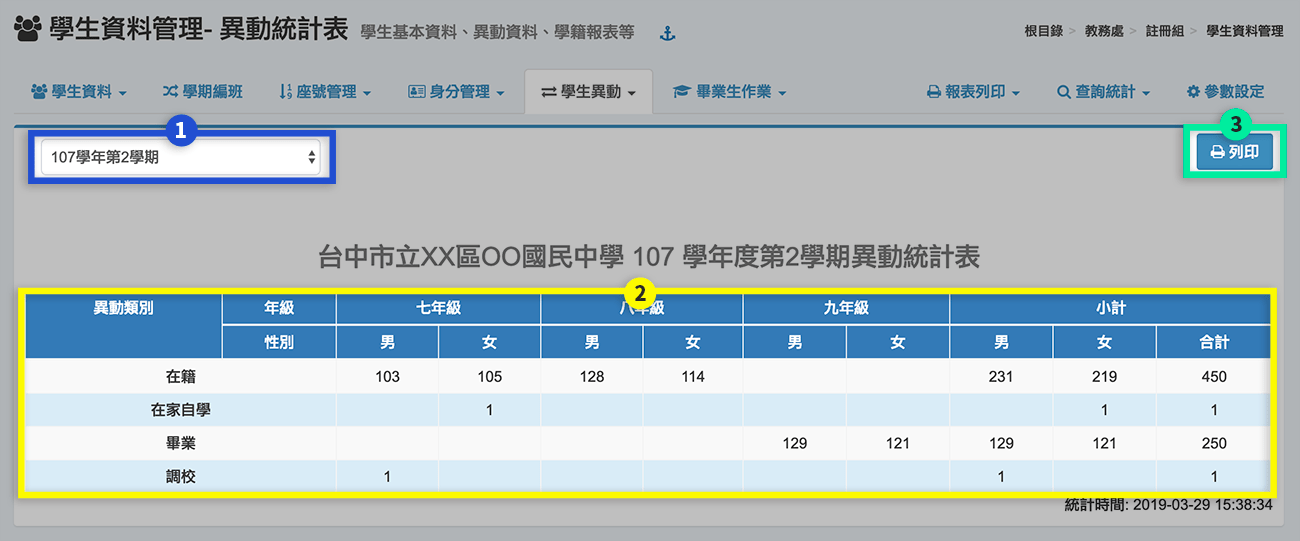 學生資料管理- 異動統計表 學生基本資料、異動資料、學籍報表等 根目錄 > 教務處 > 註冊組 > 學生資料管理
學生資料 學期編班 座號管理 身分管理 學生異動 畢業生作業 報表列印 查詢統計 參數設定
1 3
107學年第2學期 列印
台中市立XX區OO國民中學 107 學年度第2學期異動統計表
2
異動類別 年級 七年級 八年級 九年級 小計
性別 男 女 男 女 男 女 男 女 合計
在籍 103 105 128 114 231 219 450
在家自學 1 1 1
畢業 129 121 129 121 250
調校 1 1 1
統計時間: 2019-03-29 15:38:34